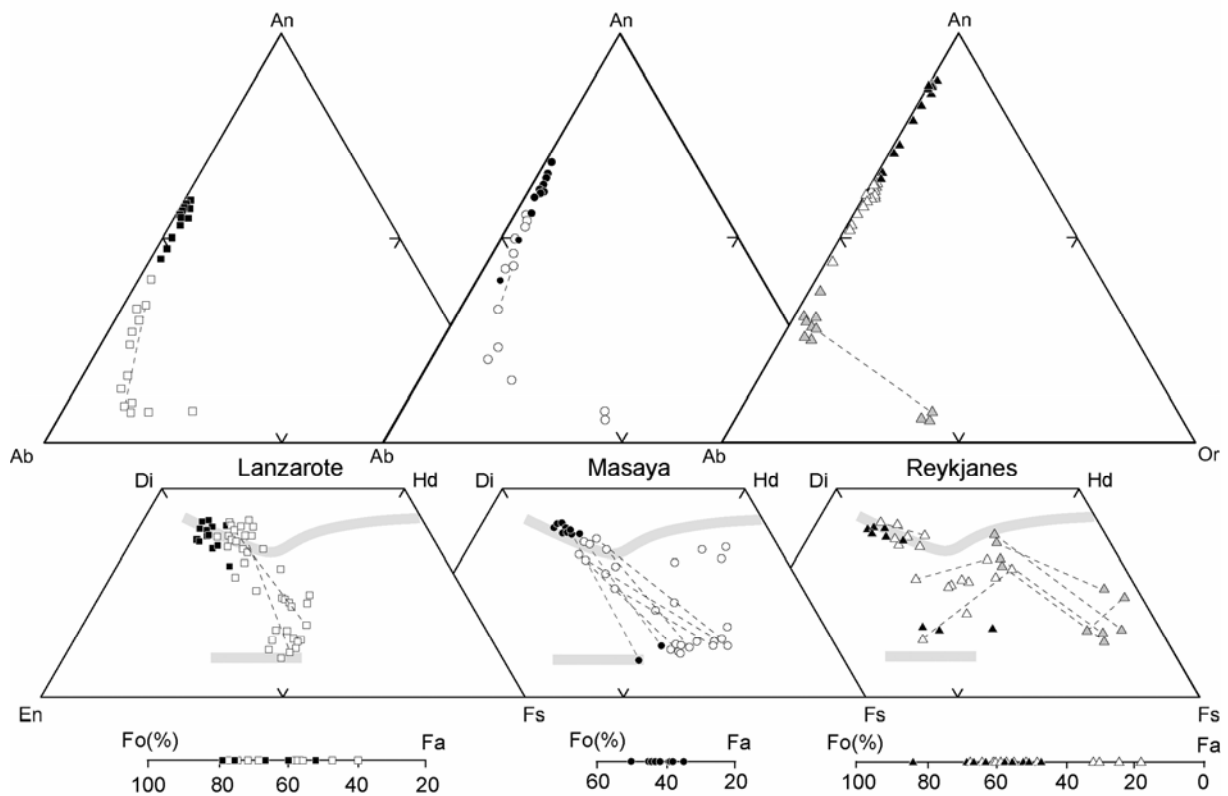 An An An
Ab Ab Ab Or
Lanzarote Masaya Reykjanes
Di Hd Di Hd Di Hd
En Fs Fs Fs
Fo(%) Fa Fo(%) Fa Fo(%) Fa
100 80 60 40 20 60 40 20 100 80 60 40 20 0